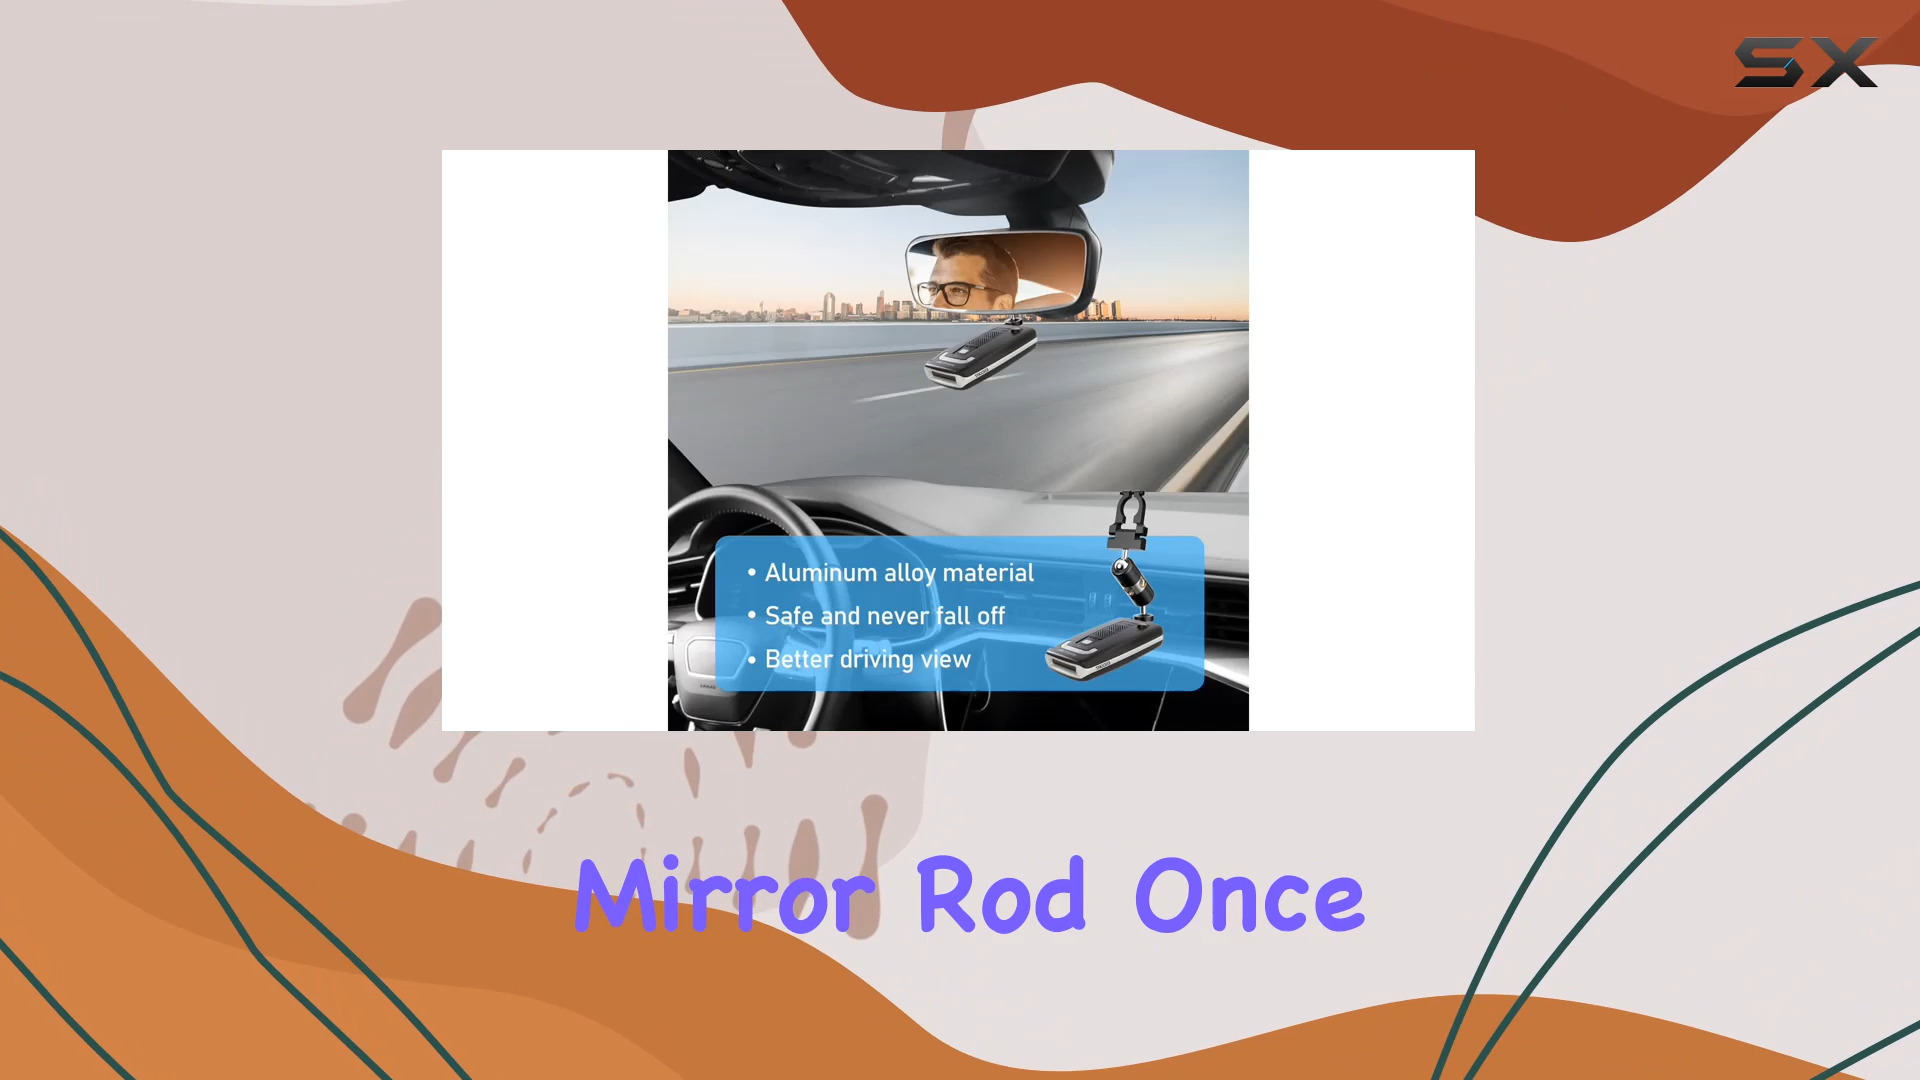 SX
• Aluminum alloy material
• Safe and never fall off
• Better driving view
Mirror Rod Once